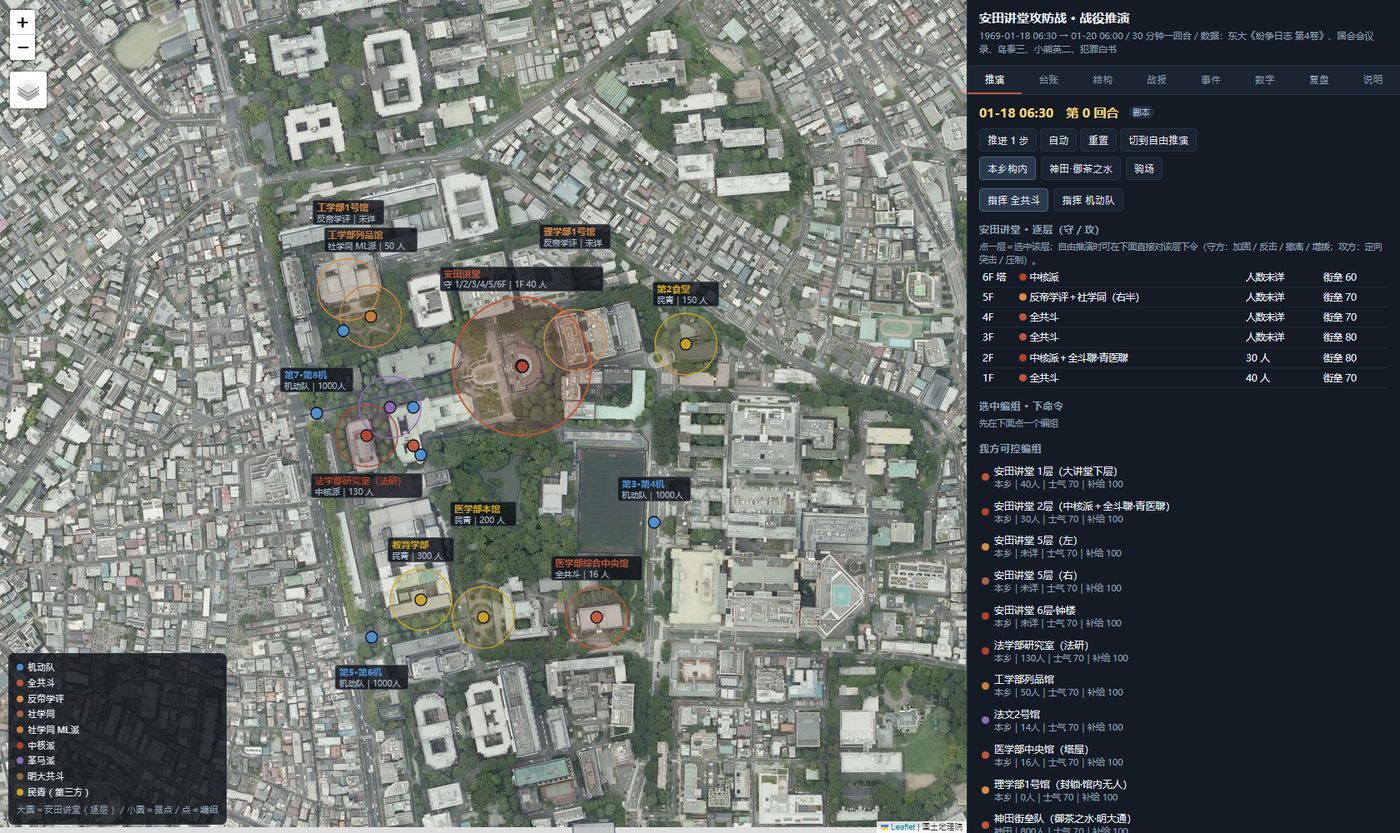 +
−
工学部1号馆
反帝学评 | 未详
工学部列品馆
社学同 ML派 | 50 人
理学部1号馆
反帝学评 | 未详
安田讲堂
守 1/2/3/4/5/6F | 1F 40 人
第2食堂
民青 | 150 人
第7•第8机
机动队 | 1000人
法学部研究室（法研）
中核派 | 130 人
第3•第4机
机动队 | 1000人
医学部本馆
民青 | 200 人
教育学部
民青 | 300 人
医学部综合中央馆
全共斗 | 16 人
第5•第6机
机动队 | 1000人
机动队
全共斗
反帝学评
社学同
社学同 ML派
中核派
革马派
明大共斗
民青（第三方）
大圆 = 安田讲堂（逐层）/ 小圆 = 据点 / 点 = 编组
Leaflet | 国土地理院
安田讲堂攻防战 • 战役推演
1969-01-18 06:30 → 01-20 06:00 / 30 分钟一回合 / 数据：东大《纷争日志 第4卷》、国会会议
录、岛泰三、小熊英二、犯罪白书
推演 台账 结构 战报 事件 数字 复盘 说明
01-18 06:30 第 0 回合 剧本
推进 1 步 自动 重置 切到自由推演
本乡构内 神田·御茶之水 驹场
指挥 全共斗 指挥 机动队
安田讲堂 • 逐层（守 / 攻）
点一层 = 选中该层；自由推演时可在下面直接对该层下令（守方：加固 / 反击 / 撤离 / 增援；攻方：定向
突击 / 压制）。
6F 塔 中核派 人数未详 街垒 60
5F 反帝学评 + 社学同（右半） 人数未详 街垒 70
4F 全共斗 人数未详 街垒 70
3F 全共斗 人数未详 街垒 80
2F 中核派 + 全斗聯·青医聯 30 人 街垒 80
1F 全共斗 40 人 街垒 70
选中编组 • 下命令
先在下面点一个编组
我方可控编组
安田讲堂 1层（大讲堂下层）
本乡 | 40人 | 士气 70 | 补给 100
安田讲堂 2层（中核派 + 全斗聯·青医聯）
本乡 | 30人 | 士气 70 | 补给 100
安田讲堂 5层（左）
本乡 | 未详 | 士气 70 | 补给 100
安田讲堂 5层（右）
本乡 | 未详 | 士气 70 | 补给 100
安田讲堂 6层·钟楼
本乡 | 未详 | 士气 70 | 补给 100
法学部研究室（法研）
本乡 | 130人 | 士气 70 | 补给 100
工学部列品馆
本乡 | 50人 | 士气 70 | 补给 100
法文2号馆
本乡 | 14人 | 士气 70 | 补给 100
医学部中央馆（塔屋）
本乡 | 16人 | 士气 70 | 补给 100
理学部1号馆（封锁·馆内无人）
本乡 | 0人 | 士气 70 | 补给 100
神田街垒队（御茶之水·明大通）
神田 | 800人 | 士气 70 | 补给 100